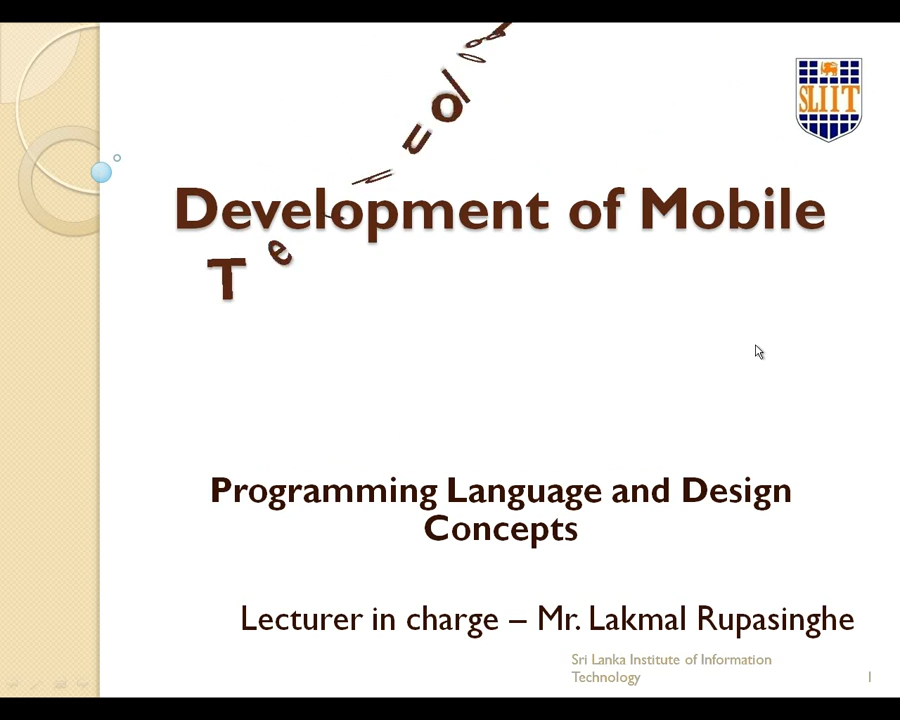 SLIIT
Development of Mobile
T e
Programming Language and Design
Concepts
Lecturer in charge – Mr. Lakmal Rupasinghe
Sri Lanka Institute of Information
Technology
1